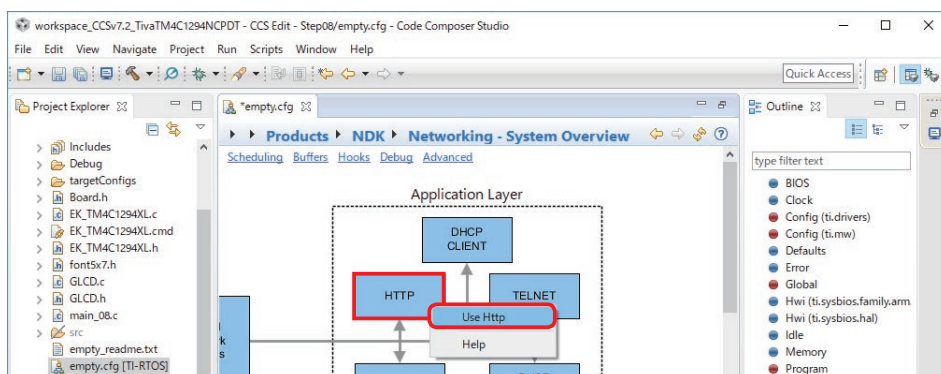 workspace_CCSv7.2_TivaTM4C1294NCPDT - CCS Edit - Step08/empty.cfg - Code Composer Studio
File Edit View Navigate Project Run Scripts Window Help
Quick Access
Project Explorer
Includes
Debug
targetConfigs
Board.h
EK_TM4C1294XL.c
EK_TM4C1294XL.cmd
EK_TM4C1294XL.h
font5x7.h
GLCD.c
GLCD.h
main_08.c
src
empty_readme.txt
empty.cfg [TI-RTOS]
*empty.cfg
Products NDK Networking - System Overview
Scheduling Buffers Hooks Debug Advanced
Application Layer
DHCP
CLIENT
HTTP
TELNET
Use Http
Help
k
s
Outline
type filter text
BIOS
Clock
Config (ti.drivers)
Config (ti.mw)
Defaults
Error
Global
Hwi (ti.sysbios.family.arm.
Hwi (ti.sysbios.hal)
Idle
Memory
Program